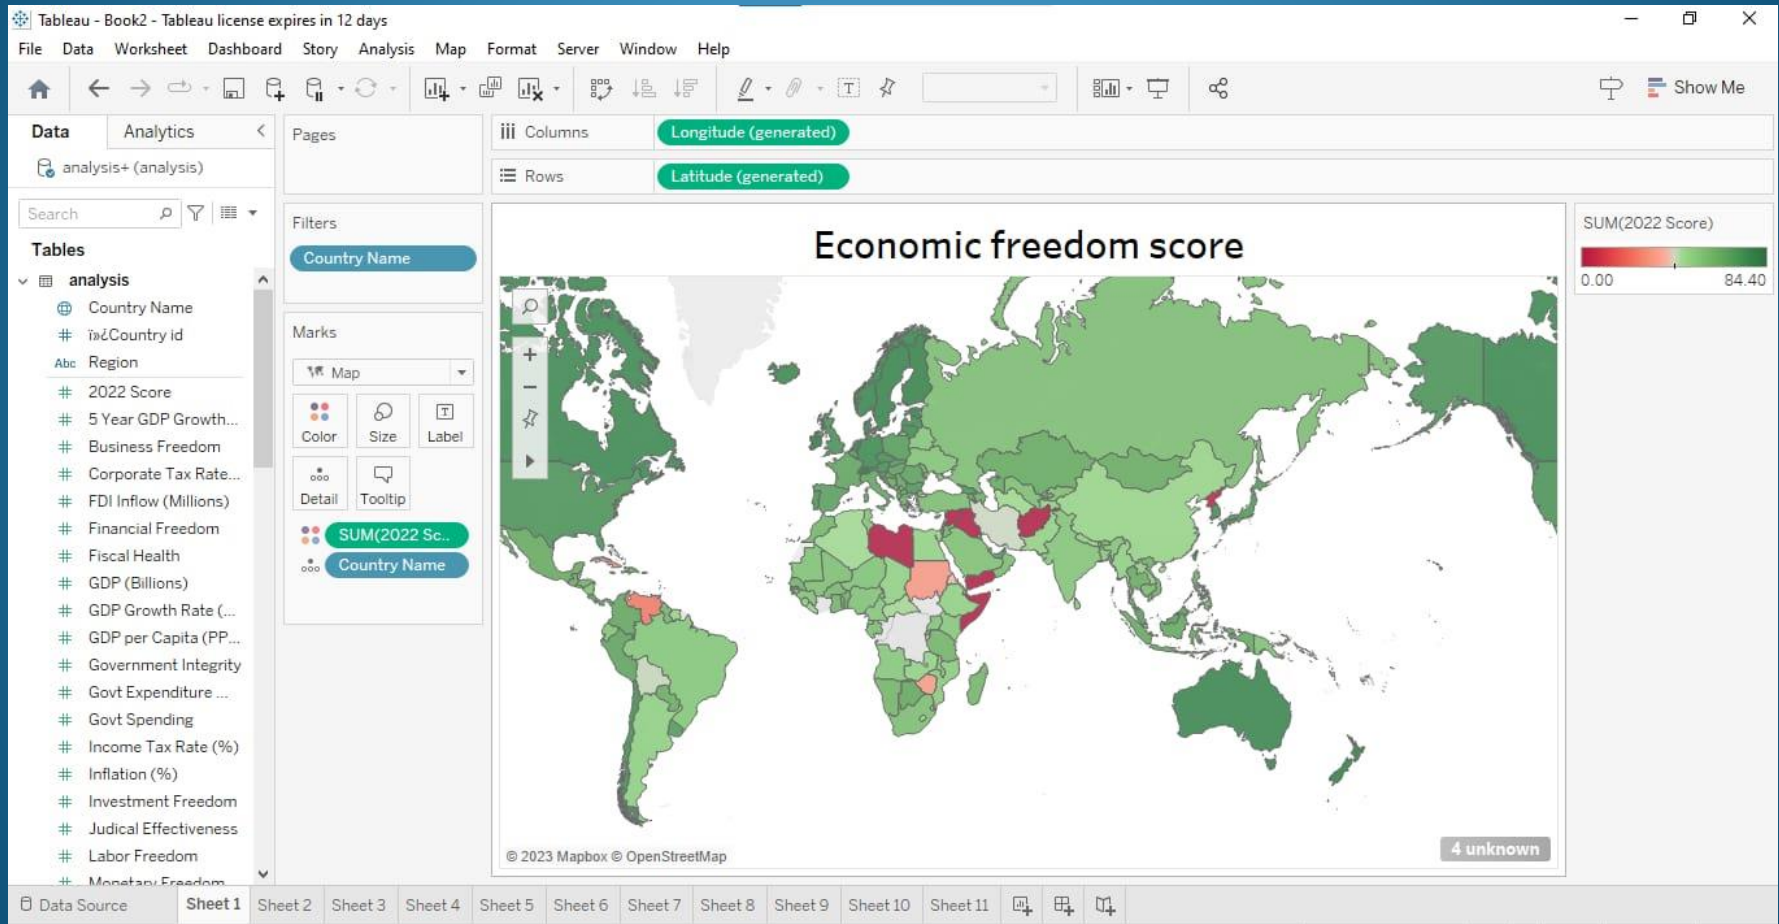 Tableau - Book2 - Tableau license expires in 12 days
File Data Worksheet Dashboard Story Analysis Map Format Server Window Help
Show Me
Data Analytics
analysis+ (analysis)
Search
Tables
analysis
Country Name
ï»¿Country id
Abc Region
2022 Score
5 Year GDP Growth...
Business Freedom
Corporate Tax Rate...
FDI Inflow (Millions)
Financial Freedom
Fiscal Health
GDP (Billions)
GDP Growth Rate (...
GDP per Capita (PP...
Government Integrity
Govt Expenditure ...
Govt Spending
Income Tax Rate (%)
Inflation (%)
Investment Freedom
Judical Effectiveness
Labor Freedom
Monetary Freedom
Pages
Filters
Country Name
Marks
Map
Color Size Label
Detail Tooltip
SUM(2022 Sc..
Country Name
Columns Longitude (generated)
Rows Latitude (generated)
Economic freedom score
© 2023 Mapbox © OpenStreetMap
4 unknown
SUM(2022 Score)
0.00 84.40
Data Source Sheet 1 Sheet 2 Sheet 3 Sheet 4 Sheet 5 Sheet 6 Sheet 7 Sheet 8 Sheet 9 Sheet 10 Sheet 11